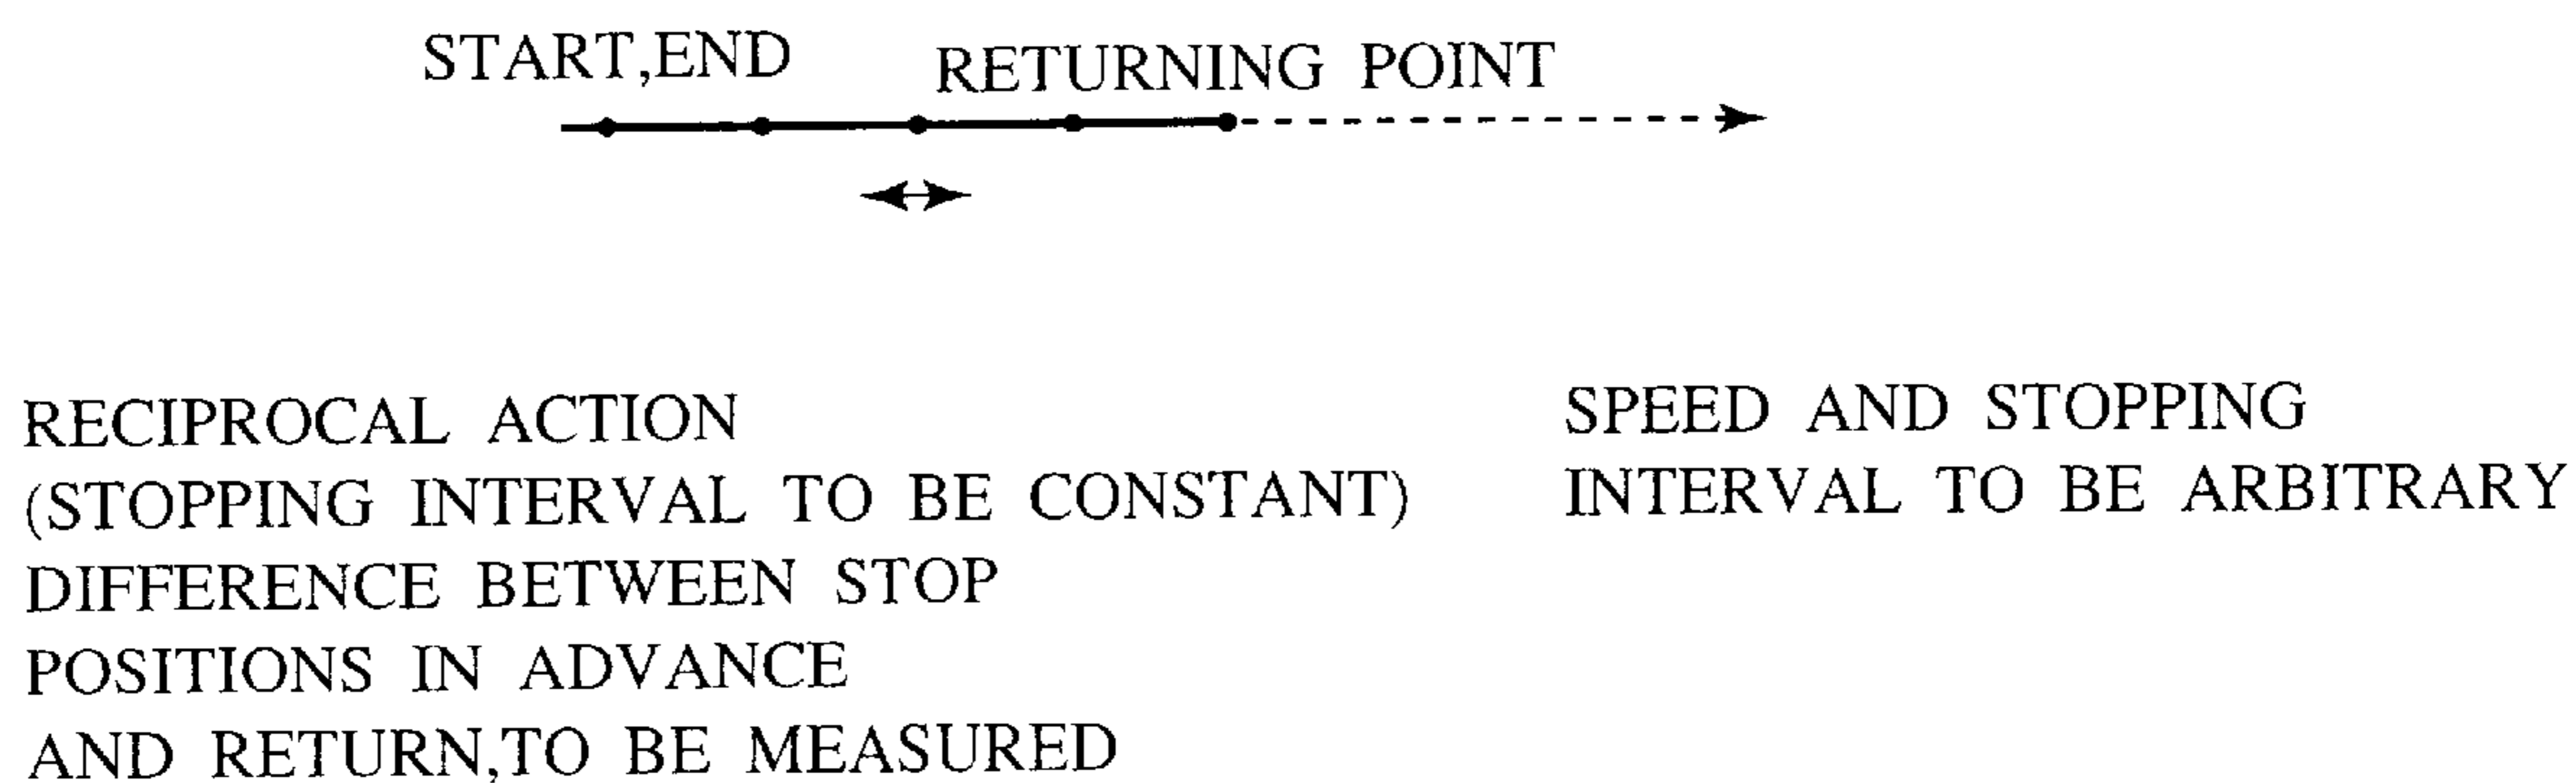 START,END
RETURNING POINT
RECIPROCAL ACTION
(STOPPING INTERVAL TO BE CONSTANT)
DIFFERENCE BETWEEN STOP
POSITIONS IN ADVANCE
AND RETURN,TO BE MEASURED
SPEED AND STOPPING
INTERVAL TO BE ARBITRARY